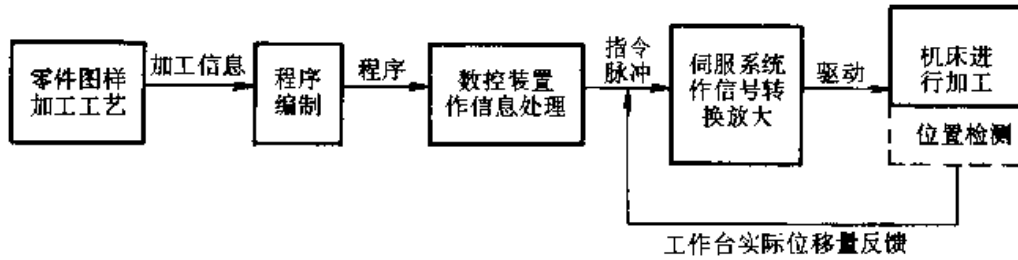 零件图样
加工工艺
加工信息
程序
编制
程序
数控装置
作信息处理
指令
脉冲
伺服系统
作信号转
换放大
驱动
机床进
行加工
位置检测
工作台实际位移量反馈